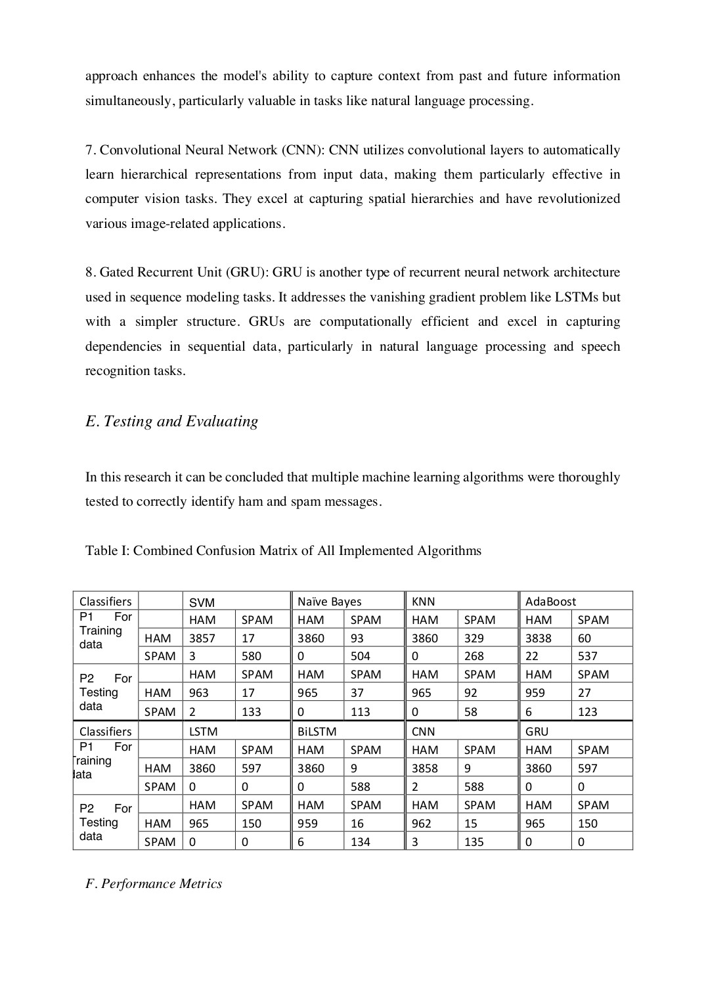 approach enhances the model's ability to capture context from past and future information
simultaneously, particularly valuable in tasks like natural language processing.
7. Convolutional Neural Network (CNN): CNN utilizes convolutional layers to automatically
learn hierarchical representations from input data, making them particularly effective in
computer vision tasks. They excel at capturing spatial hierarchies and have revolutionized
various image-related applications.
8. Gated Recurrent Unit (GRU): GRU is another type of recurrent neural network architecture
used in sequence modeling tasks. It addresses the vanishing gradient problem like LSTMs but
with a simpler structure. GRUs are computationally efficient and excel in capturing
dependencies in sequential data, particularly in natural language processing and speech
recognition tasks.
E. Testing and Evaluating
In this research it can be concluded that multiple machine learning algorithms were thoroughly
tested to correctly identify ham and spam messages.
Table I: Combined Confusion Matrix of All Implemented Algorithms
Classifiers SVM Naïve Bayes KNN AdaBoost
P1 For Training data HAM SPAM HAM SPAM HAM SPAM HAM SPAM
HAM 3857 17 3860 93 3860 329 3838 60
SPAM 3 580 0 504 0 268 22 537
P2 For Testing data HAM SPAM HAM SPAM HAM SPAM HAM SPAM
HAM 963 17 965 37 965 92 959 27
SPAM 2 133 0 113 0 58 6 123
Classifiers LSTM BiLSTM CNN GRU
P1 For Training data HAM SPAM HAM SPAM HAM SPAM HAM SPAM
HAM 3860 597 3860 9 3858 9 3860 597
SPAM 0 0 0 588 2 588 0 0
P2 For Testing data HAM SPAM HAM SPAM HAM SPAM HAM SPAM
HAM 965 150 959 16 962 15 965 150
SPAM 0 0 6 134 3 135 0 0
F. Performance Metrics